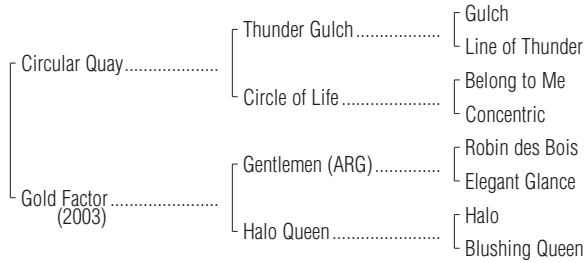 Gulch
Thunder Gulch..................
Line of Thunder
Circular Quay....................
Belong to Me
Circle of Life.....................
Concentric
Robin des Bois
Gentlemen (ARG)..............
Elegant Glance
Gold Factor.......................
(2003)
Halo
Halo Queen.......................
Blushing Queen